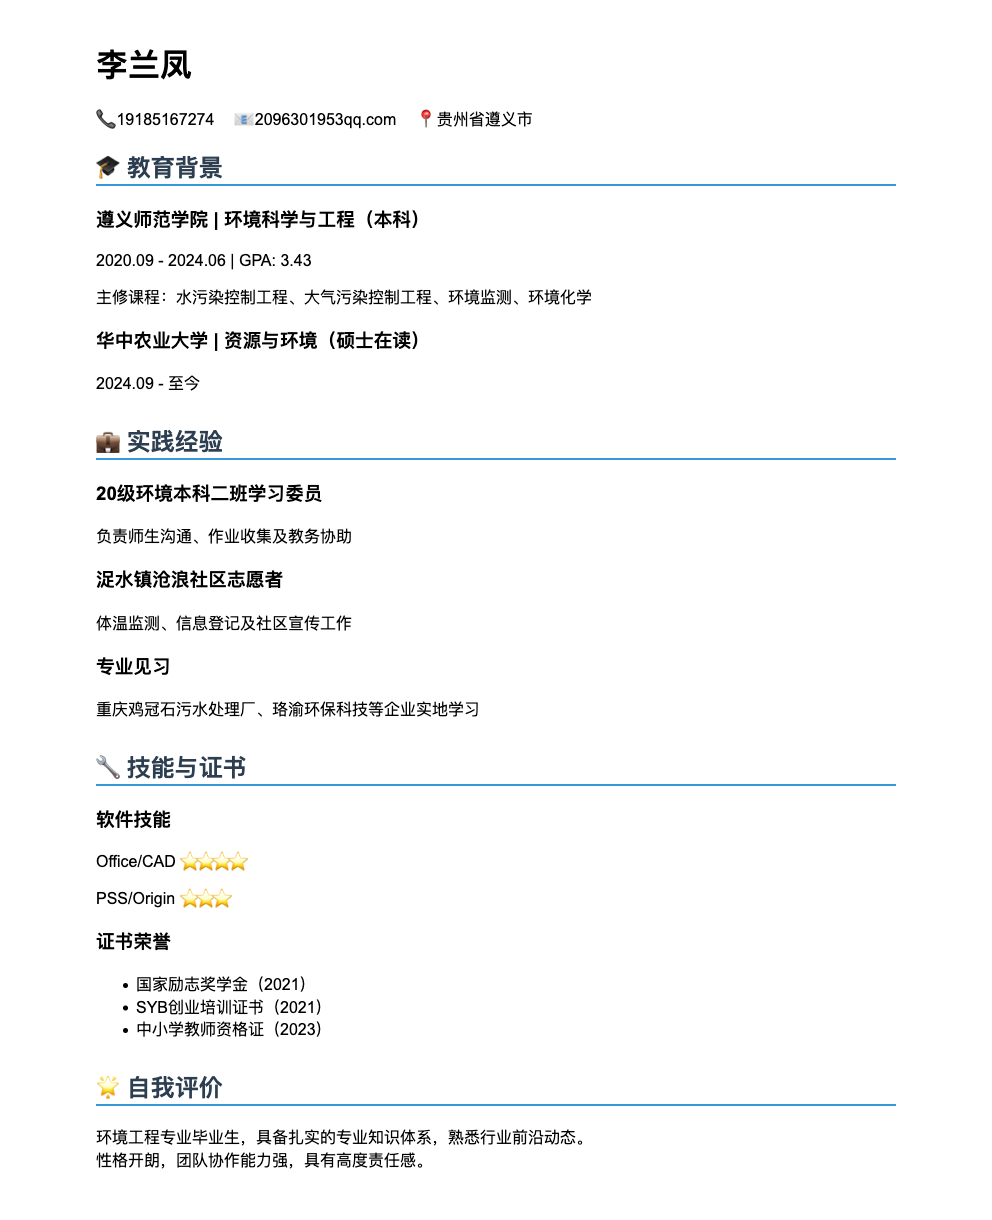 李兰凤
📞19185167274 📧2096301953qq.com 📍贵州省遵义市
🎓 教育背景
遵义师范学院 | 环境科学与工程（本科）
2020.09 - 2024.06 | GPA: 3.43
主修课程：水污染控制工程、大气污染控制工程、环境监测、环境化学
华中农业大学 | 资源与环境（硕士在读）
2024.09 - 至今
💼 实践经验
20级环境本科二班学习委员
负责师生沟通、作业收集及教务协助
浞水镇沧浪社区志愿者
体温监测、信息登记及社区宣传工作
专业见习
重庆鸡冠石污水处理厂、珞渝环保科技等企业实地学习
🔧 技能与证书
软件技能
Office/CAD ⭐⭐⭐⭐
PSS/Origin ⭐⭐⭐
证书荣誉
• 国家励志奖学金（2021）
• SYB创业培训证书（2021）
• 中小学教师资格证（2023）
🌟 自我评价
环境工程专业毕业生，具备扎实的专业知识体系，熟悉行业前沿动态。
性格开朗，团队协作能力强，具有高度责任感。